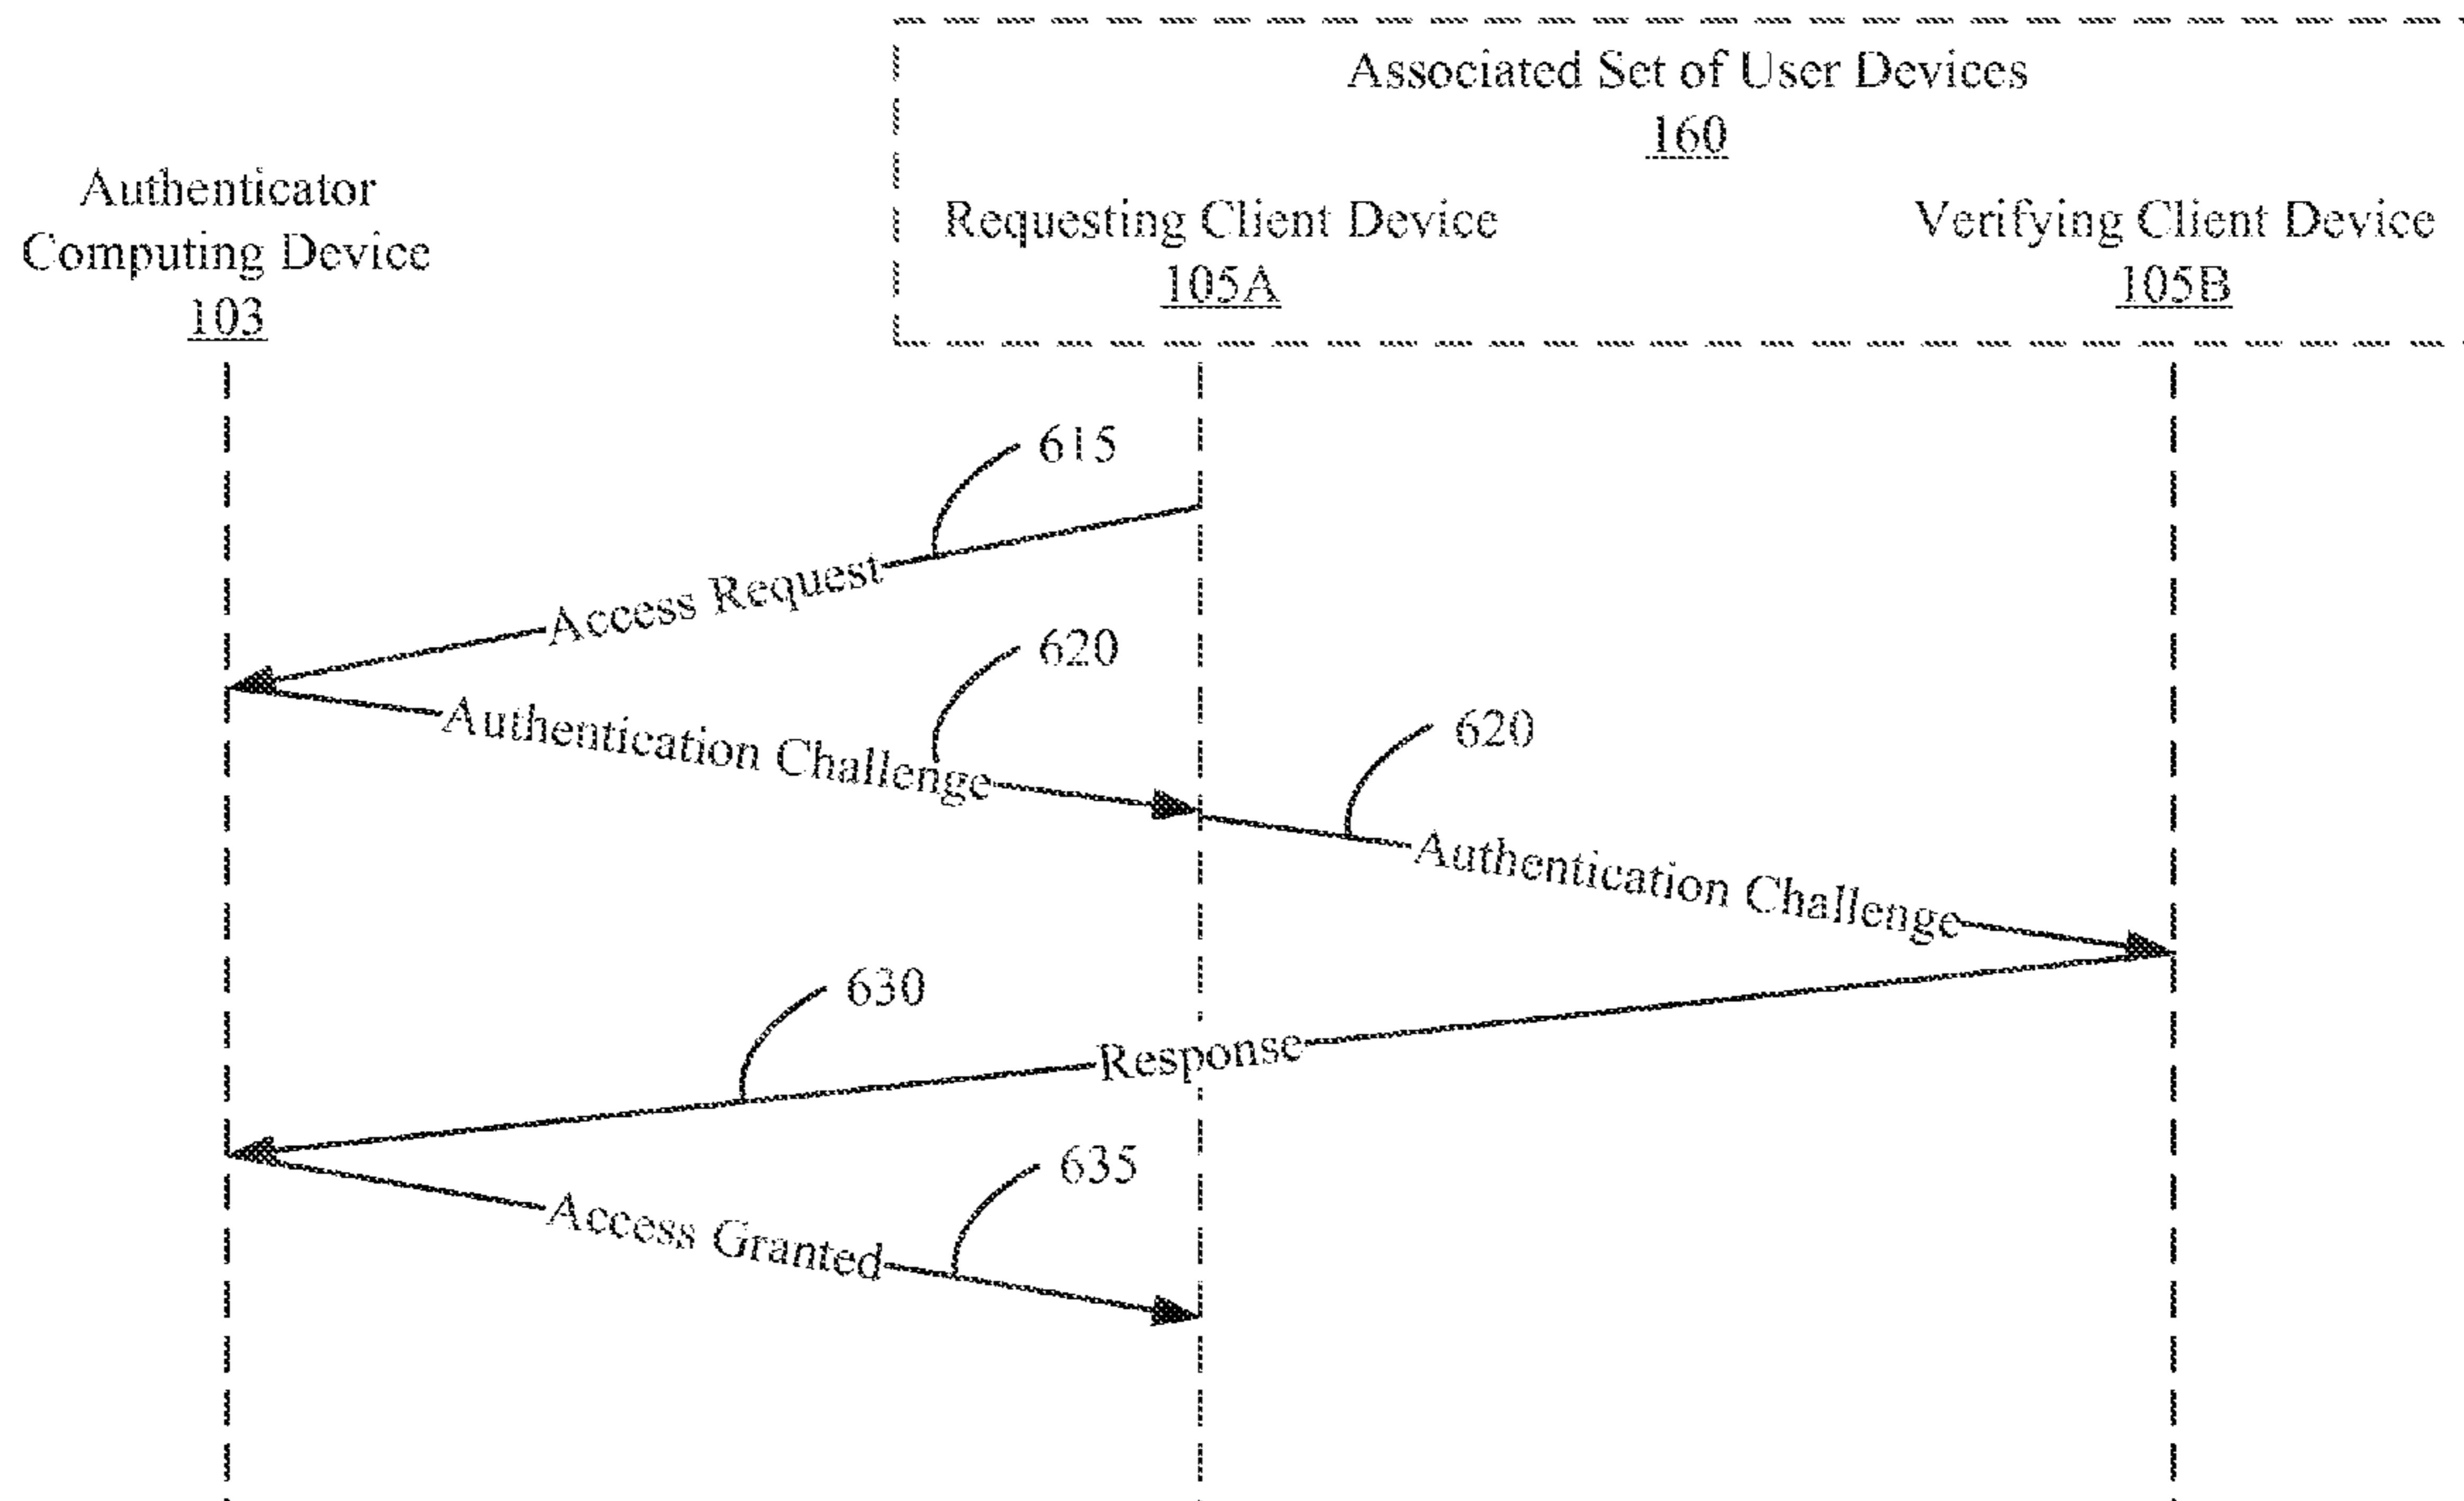 Associated Set of User Devices
160
Authenticator
Computing Device
103
Requesting Client Device
105A
Verifying Client Device
105B
615
Access Request
620
Authentication Challenge
620
Authentication Challenge
630
Response
635
Access Granted